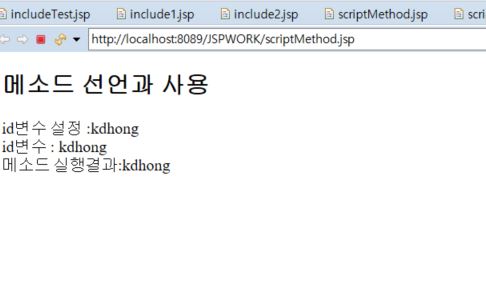 includeTest.jsp include1.jsp include2.jsp scriptMethod.jsp scri
http://localhost:8089/JSPWORK/scriptMethod.jsp
메소드 선언과 사용
id변수 설정 :kdhong
id변수 : kdhong
메소드 실행결과:kdhong